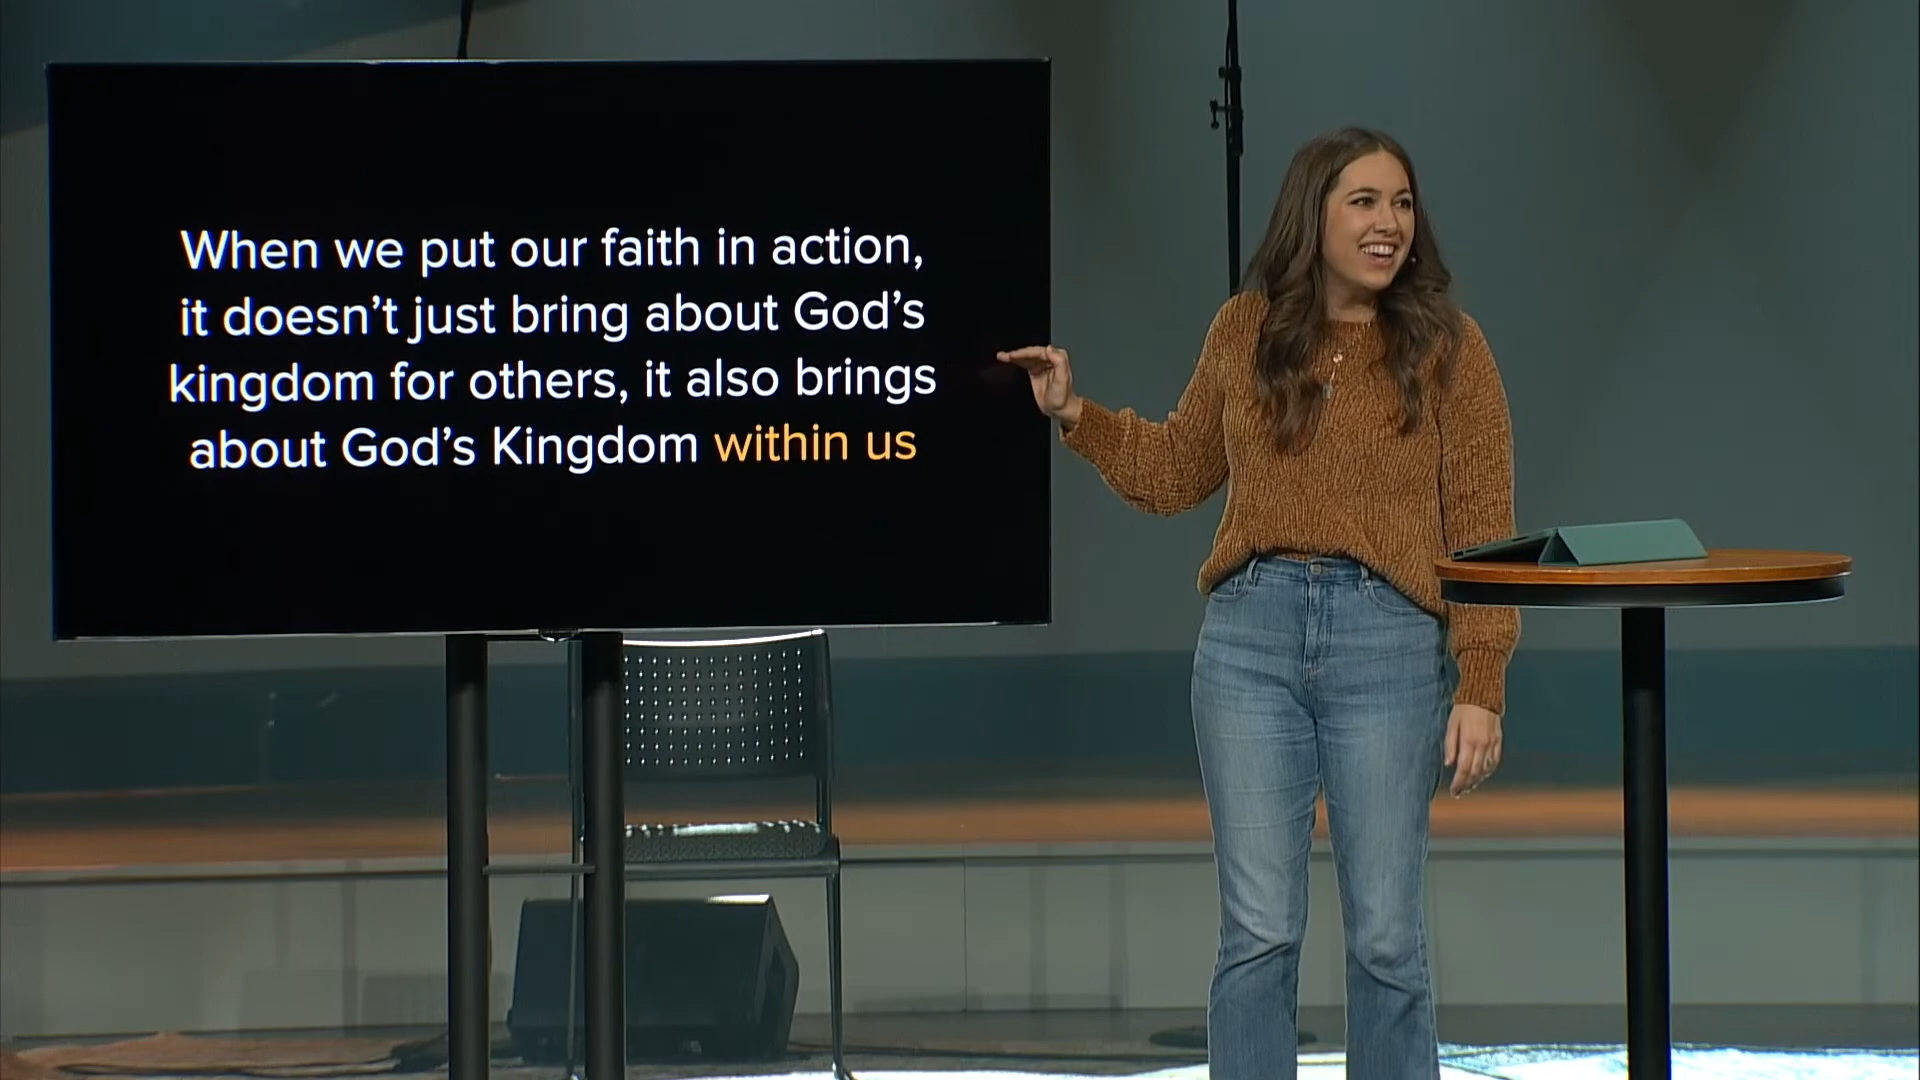 When we put our faith in action,
it doesn’t just bring about God’s
kingdom for others, it also brings
about God’s Kingdom within us